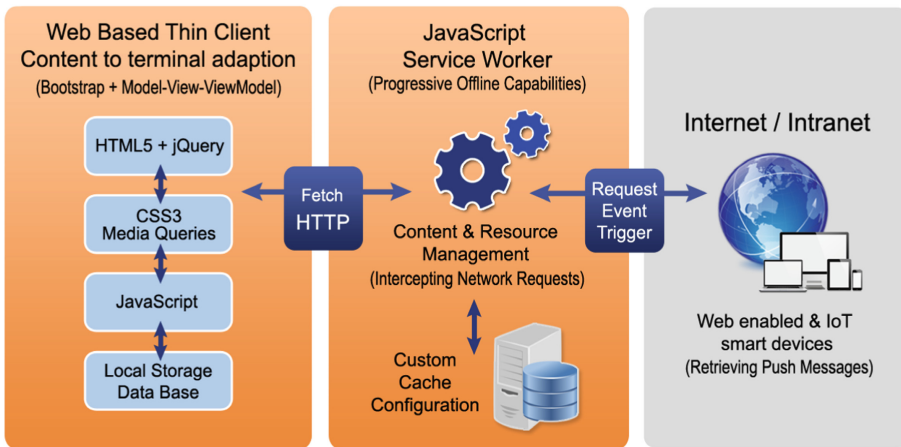 Web Based Thin Client
Content to terminal adaption
(Bootstrap + Model-View-ViewModel)
HTML5 + jQuery
CSS3
Media Queries
JavaScript
Local Storage
Data Base
Fetch
HTTP
JavaScript
Service Worker
(Progressive Offline Capabilities)
Content & Resource
Management
(Intercepting Network Requests)
Custom
Cache
Configuration
Request
Event
Trigger
Internet / Intranet
Web enabled & IoT
smart devices
(Retrieving Push Messages)